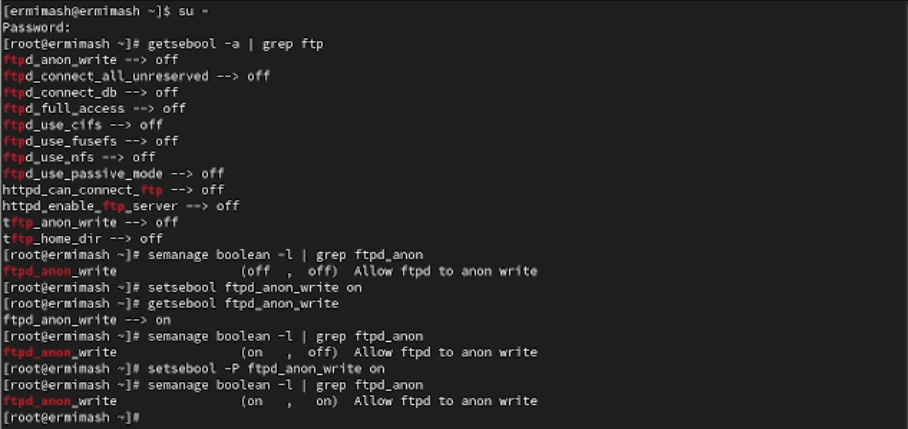 [ermimash@ermimash ~]$ su -
Password:
[root@ermimash ~]# getsebool -a | grep ftp
ftpd_anon_write --> off
ftpd_connect_all_unreserved --> off
ftpd_connect_db --> off
ftpd_full_access --> off
ftpd_use_cifs --> off
ftpd_use_fusefs --> off
ftpd_use_nfs --> off
ftpd_use_passive_mode --> off
httpd_can_connect_ftp --> off
httpd_enable_ftp_server --> off
tftp_anon_write --> off
tftp_home_dir --> off
[root@ermimash ~]# semanage boolean -l | grep ftpd_anon
ftpd_anon_write                (off  ,  off)  Allow ftpd to anon write
[root@ermimash ~]# setsebool ftpd_anon_write on
[root@ermimash ~]# getsebool ftpd_anon_write
ftpd_anon_write --> on
[root@ermimash ~]# semanage boolean -l | grep ftpd_anon
ftpd_anon_write                (on   ,  off)  Allow ftpd to anon write
[root@ermimash ~]# setsebool -P ftpd_anon_write on
[root@ermimash ~]# semanage boolean -l | grep ftpd_anon
ftpd_anon_write                (on   ,   on)  Allow ftpd to anon write
[root@ermimash ~]#